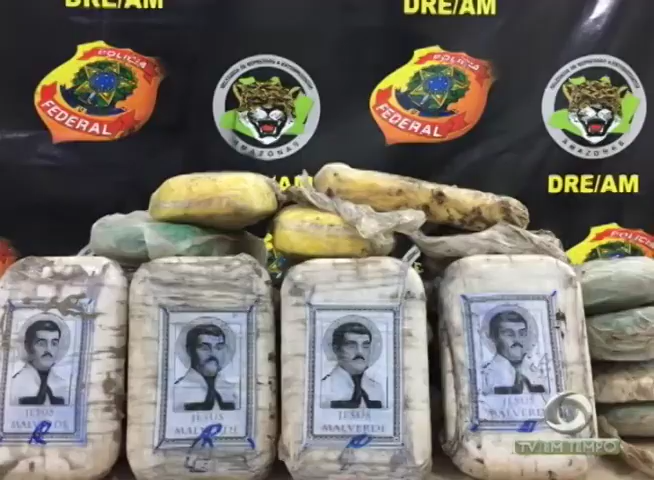 DRE/AM
DRE/AM
POLÍCIA
FEDERAL
AMAZONAS
POLÍCIA
FEDERAL
AMAZONAS
DRE/AM
POLÍCIA
JESUS
MALVERDE
R
JESUS
MALVERDE
R
JESUS
MALVERDE
JESUS
MALVERDE
TV EM TEMPO